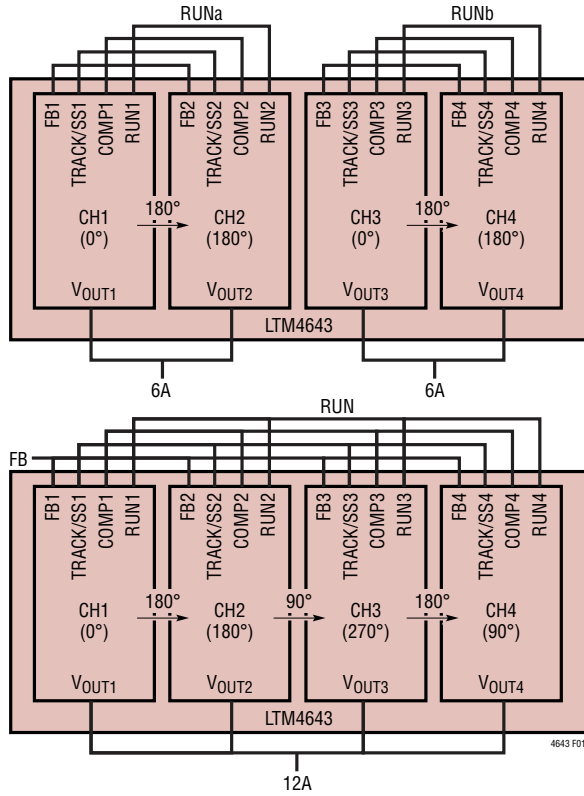 RUNa RUNb
FB1 TRACK/SS1 COMP1 RUN1 FB2 TRACK/SS2 COMP2 RUN2 FB3 TRACK/SS3 COMP3 RUN3 FB4 TRACK/SS4 COMP4 RUN4
180° 180°
CH1 CH2 CH3 CH4
(0°) (180°) (0°) (180°)
VOUT1 VOUT2 VOUT3 VOUT4
LTM4643
6A 6A
RUN
FB
FB1 TRACK/SS1 COMP1 RUN1 FB2 TRACK/SS2 COMP2 RUN2 FB3 TRACK/SS3 COMP3 RUN3 FB4 TRACK/SS4 COMP4 RUN4
180° 90° 180°
CH1 CH2 CH3 CH4
(0°) (180°) (270°) (90°)
VOUT1 VOUT2 VOUT3 VOUT4
LTM4643
4643 F01
12A